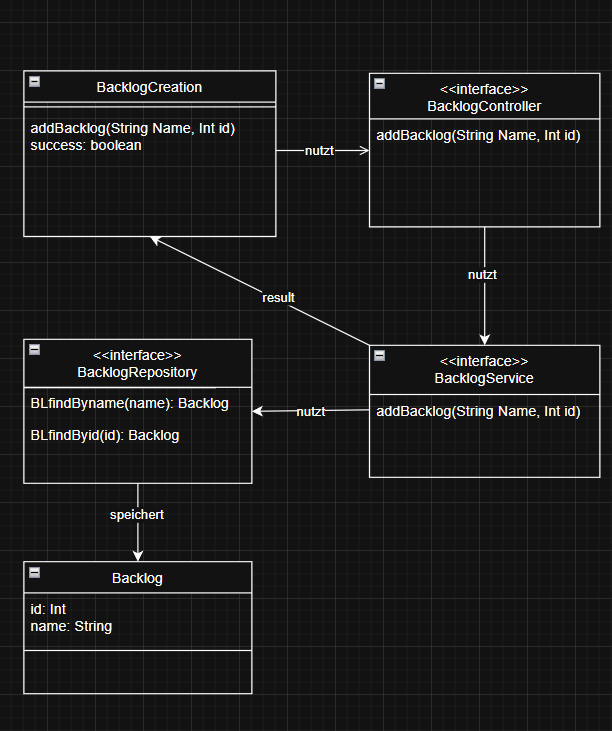 BacklogCreation
addBacklog(String Name, Int id)
success: boolean
nutzt
<<interface>>
BacklogController
addBacklog(String Name, Int id)
nutzt
result
<<interface>>
BacklogService
addBacklog(String Name, Int id)
nutzt
<<interface>>
BacklogRepository
BLfindByname(name): Backlog
BLfindByid(id): Backlog
speichert
Backlog
id: Int
name: String